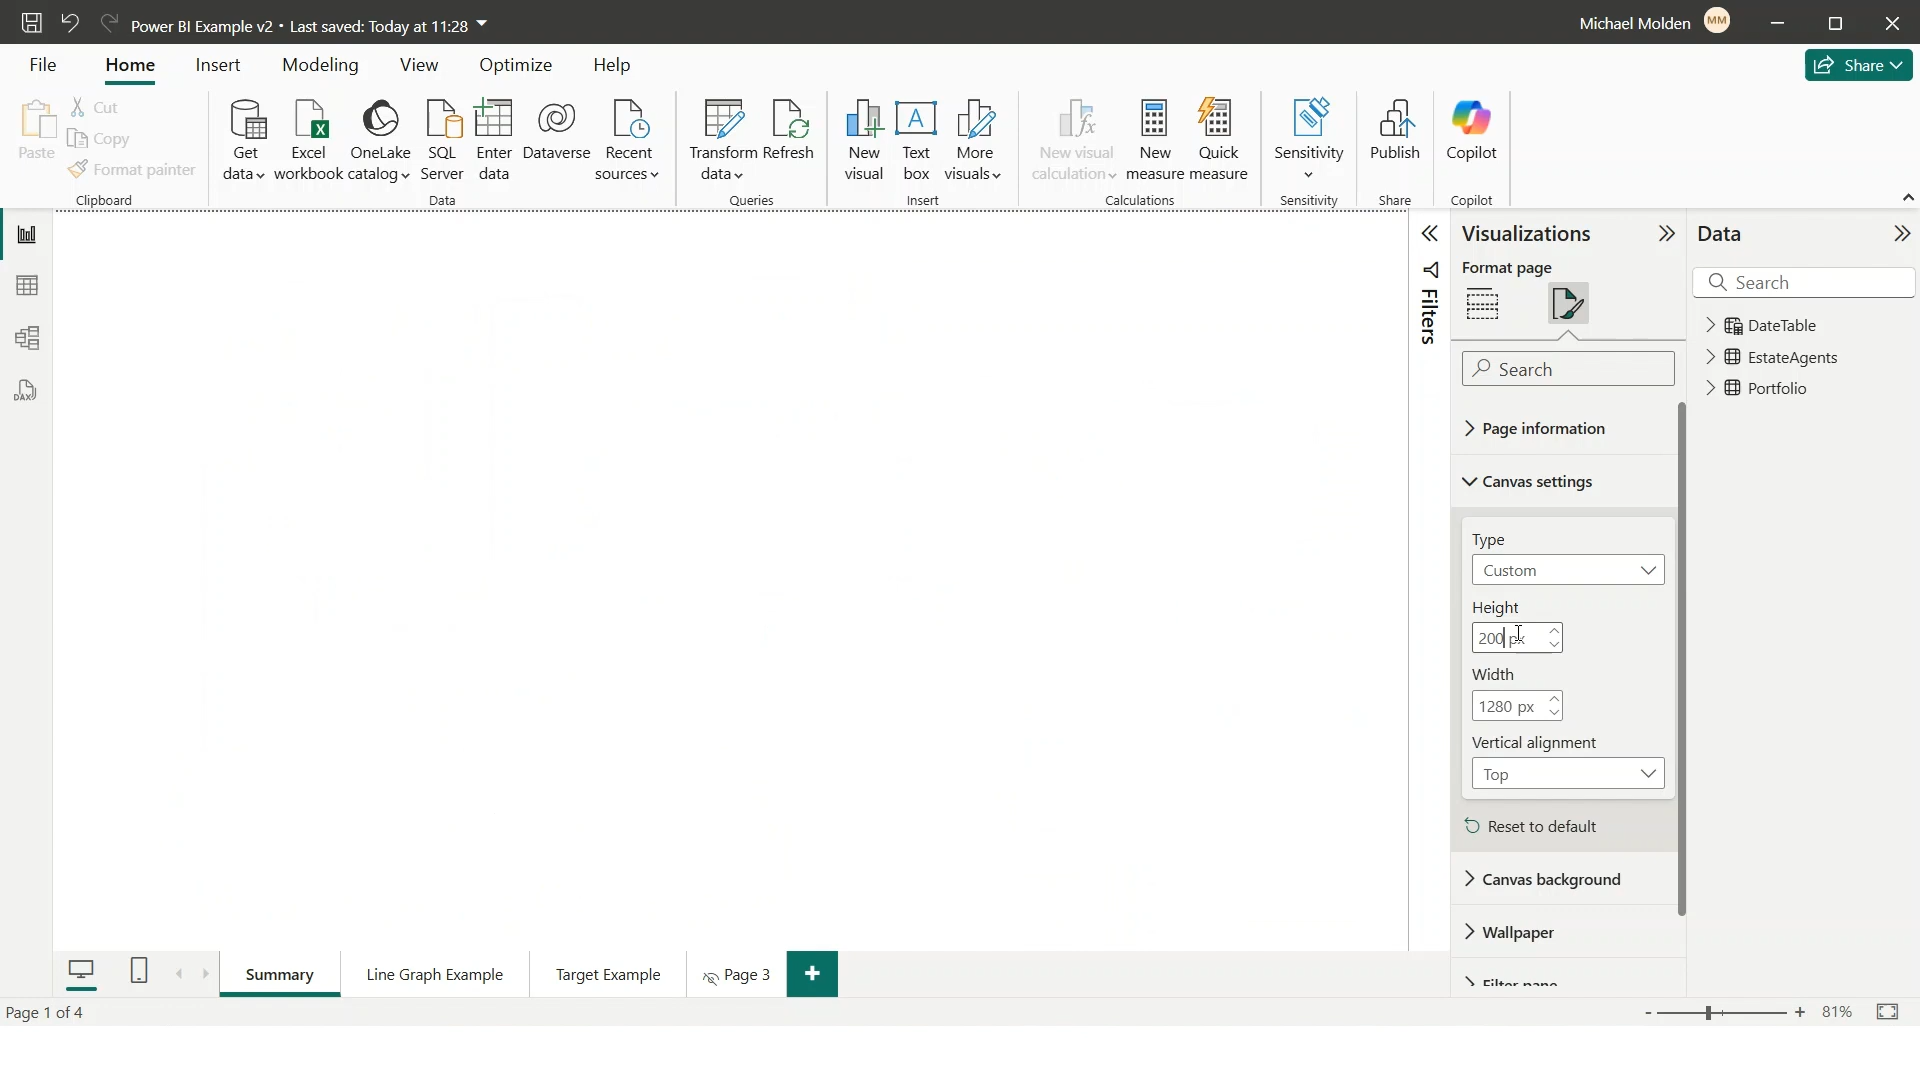 Power BI Example v2 • Last saved: Today at 11:28
Michael Molden
MM
File
Home
Insert
Modeling
View
Optimize
Help
Share
Paste
Cut
Copy
Format painter
Clipboard
Get data
Excel workbook
OneLake catalog
SQL Server
Enter data
Dataverse
Recent sources
Data
Transform data
Refresh
Queries
New visual
Text box
More visuals
Insert
New visual calculation
New measure
Quick measure
Calculations
Sensitivity
Sensitivity
Publish
Share
Copilot
Copilot
DAX
Filters
Visualizations
Format page
Search
Page information
Canvas settings
Type
Custom
Height
200 px
Width
1280 px
Vertical alignment
Top
Reset to default
Canvas background
Wallpaper
Filter pane
Data
Search
DateTable
EstateAgents
Portfolio
Summary
Line Graph Example
Target Example
Page 3
+
Page 1 of 4
- + 81%